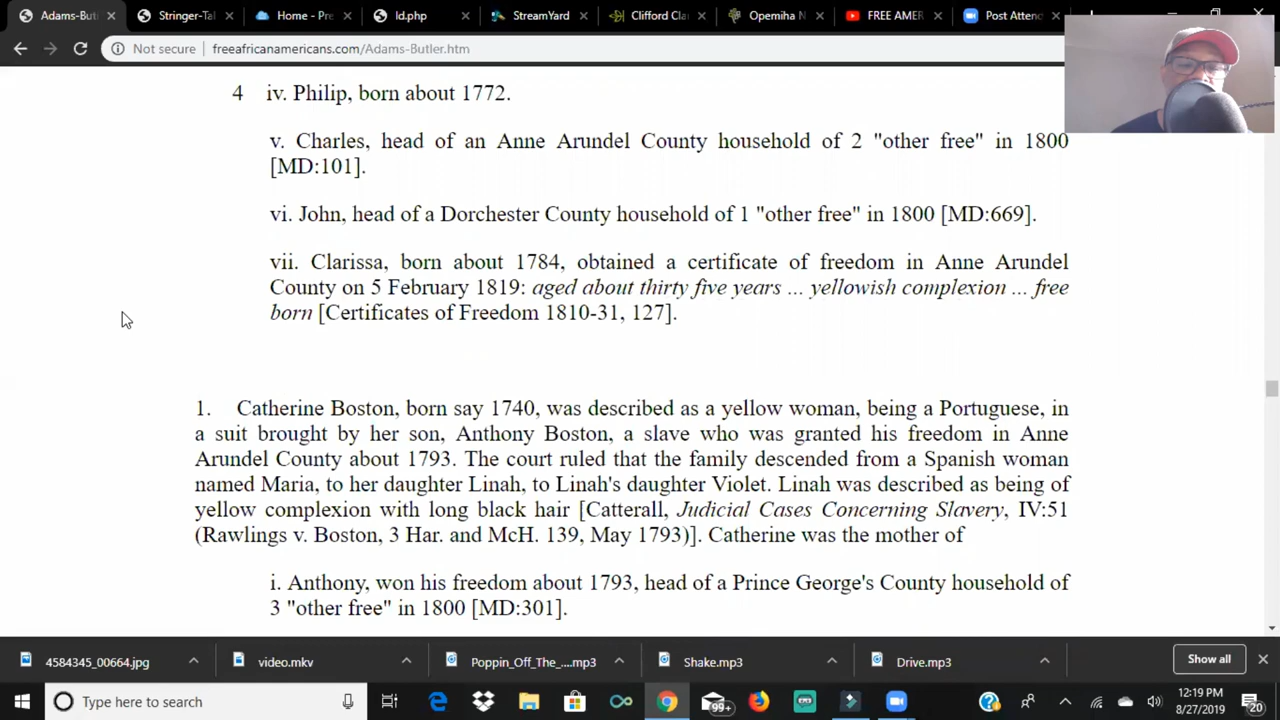 Adams-Butl
Stringer-Tal
Home - Pre
ld.php
StreamYard
Clifford Cla
Opemiha N
FREE AMER
Post Attend
Not secure
freeafricanamericans.com/Adams-Butler.htm
4 iv. Philip, born about 1772.
v. Charles, head of an Anne Arundel County household of 2 "other free" in 1800
[MD:101].
vi. John, head of a Dorchester County household of 1 "other free" in 1800 [MD:669].
vii. Clarissa, born about 1784, obtained a certificate of freedom in Anne Arundel
County on 5 February 1819: aged about thirty five years ... yellowish complexion ... free
born [Certificates of Freedom 1810-31, 127].
1. Catherine Boston, born say 1740, was described as a yellow woman, being a Portuguese, in
a suit brought by her son, Anthony Boston, a slave who was granted his freedom in Anne
Arundel County about 1793. The court ruled that the family descended from a Spanish woman
named Maria, to her daughter Linah, to Linah's daughter Violet. Linah was described as being of
yellow complexion with long black hair [Catterall, Judicial Cases Concerning Slavery, IV:51
(Rawlings v. Boston, 3 Har. and McH. 139, May 1793)]. Catherine was the mother of
i. Anthony, won his freedom about 1793, head of a Prince George's County household of
3 "other free" in 1800 [MD:301].
4584345_00664.jpg
video.mkv
Poppin_Off_The_....mp3
Shake.mp3
Drive.mp3
Show all
Type here to search
99+
12:19 PM
8/27/2019
20